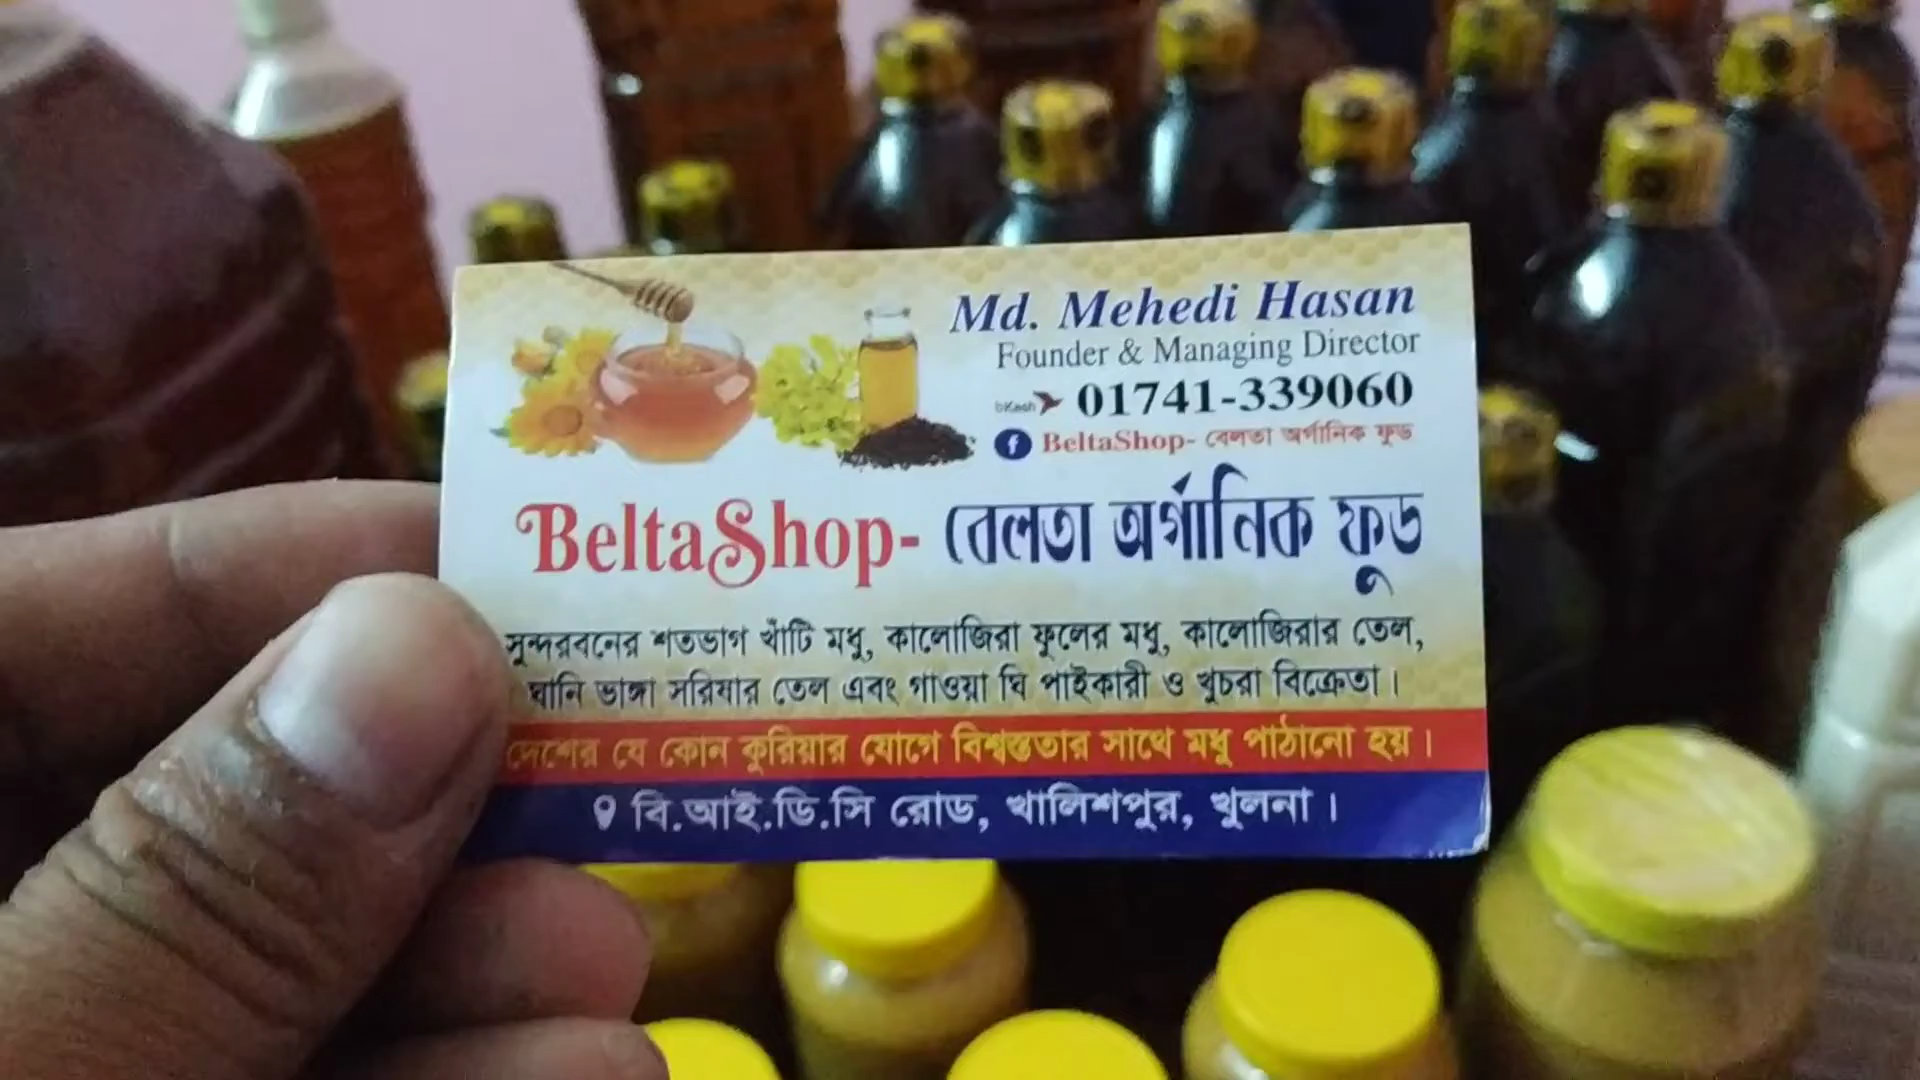 Md. Mehedi Hasan
Founder & Managing Director
bKash 01741-339060
BeltaShop- বেলতা অর্গানিক ফুড
BeltaShop- বেলতা অর্গানিক ফুড
সুন্দরবনের শতভাগ খাঁটি মধু, কালোজিরা ফুলের মধু, কালোজিরার তেল,
ঘানি ভাঙ্গা সরিষার তেল এবং গাওয়া ঘি পাইকারী ও খুচরা বিক্রেতা।
দেশের যে কোন কুরিয়ার যোগে বিশ্বস্ততার সাথে মধু পাঠানো হয়।
বি.আই.ডি.সি রোড, খালিশপুর, খুলনা।